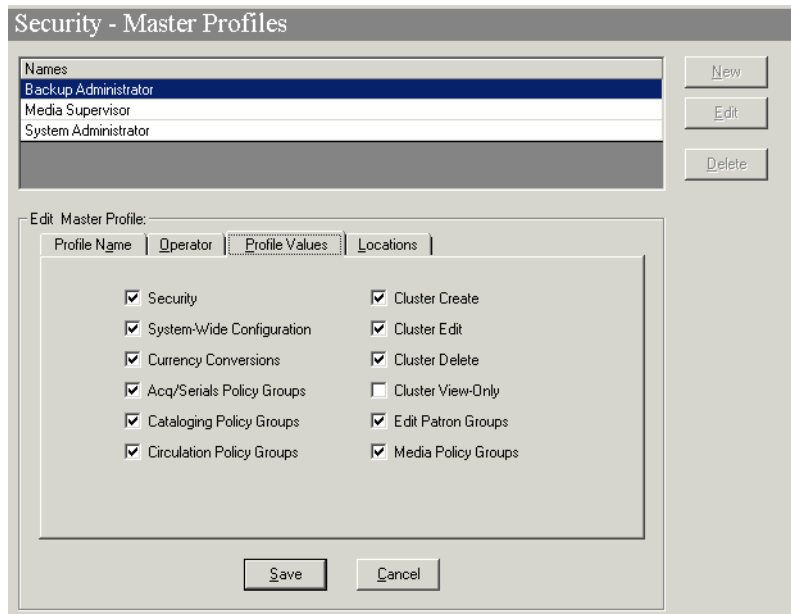 Security - Master Profiles
Names
New
Backup Administrator
Media Supervisor
Edit
System Administrator
Delete
Edit Master Profile:
Profile Name Operator Profile Values Locations
Security Cluster Create
System-Wide Configuration Cluster Edit
Currency Conversions Cluster Delete
Acq/Serials Policy Groups Cluster View-Only
Cataloging Policy Groups Edit Patron Groups
Circulation Policy Groups Media Policy Groups
Save Cancel